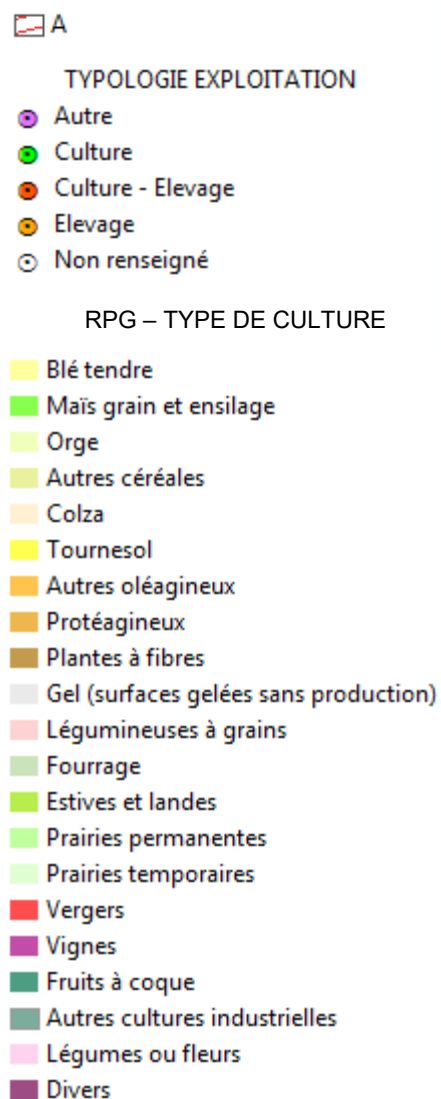 A
TYPOLOGIE EXPLOITATION
Autre
Culture
Culture - Elevage
Elevage
Non renseigné
RPG – TYPE DE CULTURE
Blé tendre
Maïs grain et ensilage
Orge
Autres céréales
Colza
Tournesol
Autres oléagineux
Protéagineux
Plantes à fibres
Gel (surfaces gelées sans production)
Légumineuses à grains
Fourrage
Estives et landes
Prairies permanentes
Prairies temporaires
Vergers
Vignes
Fruits à coque
Autres cultures industrielles
Légumes ou fleurs
Divers